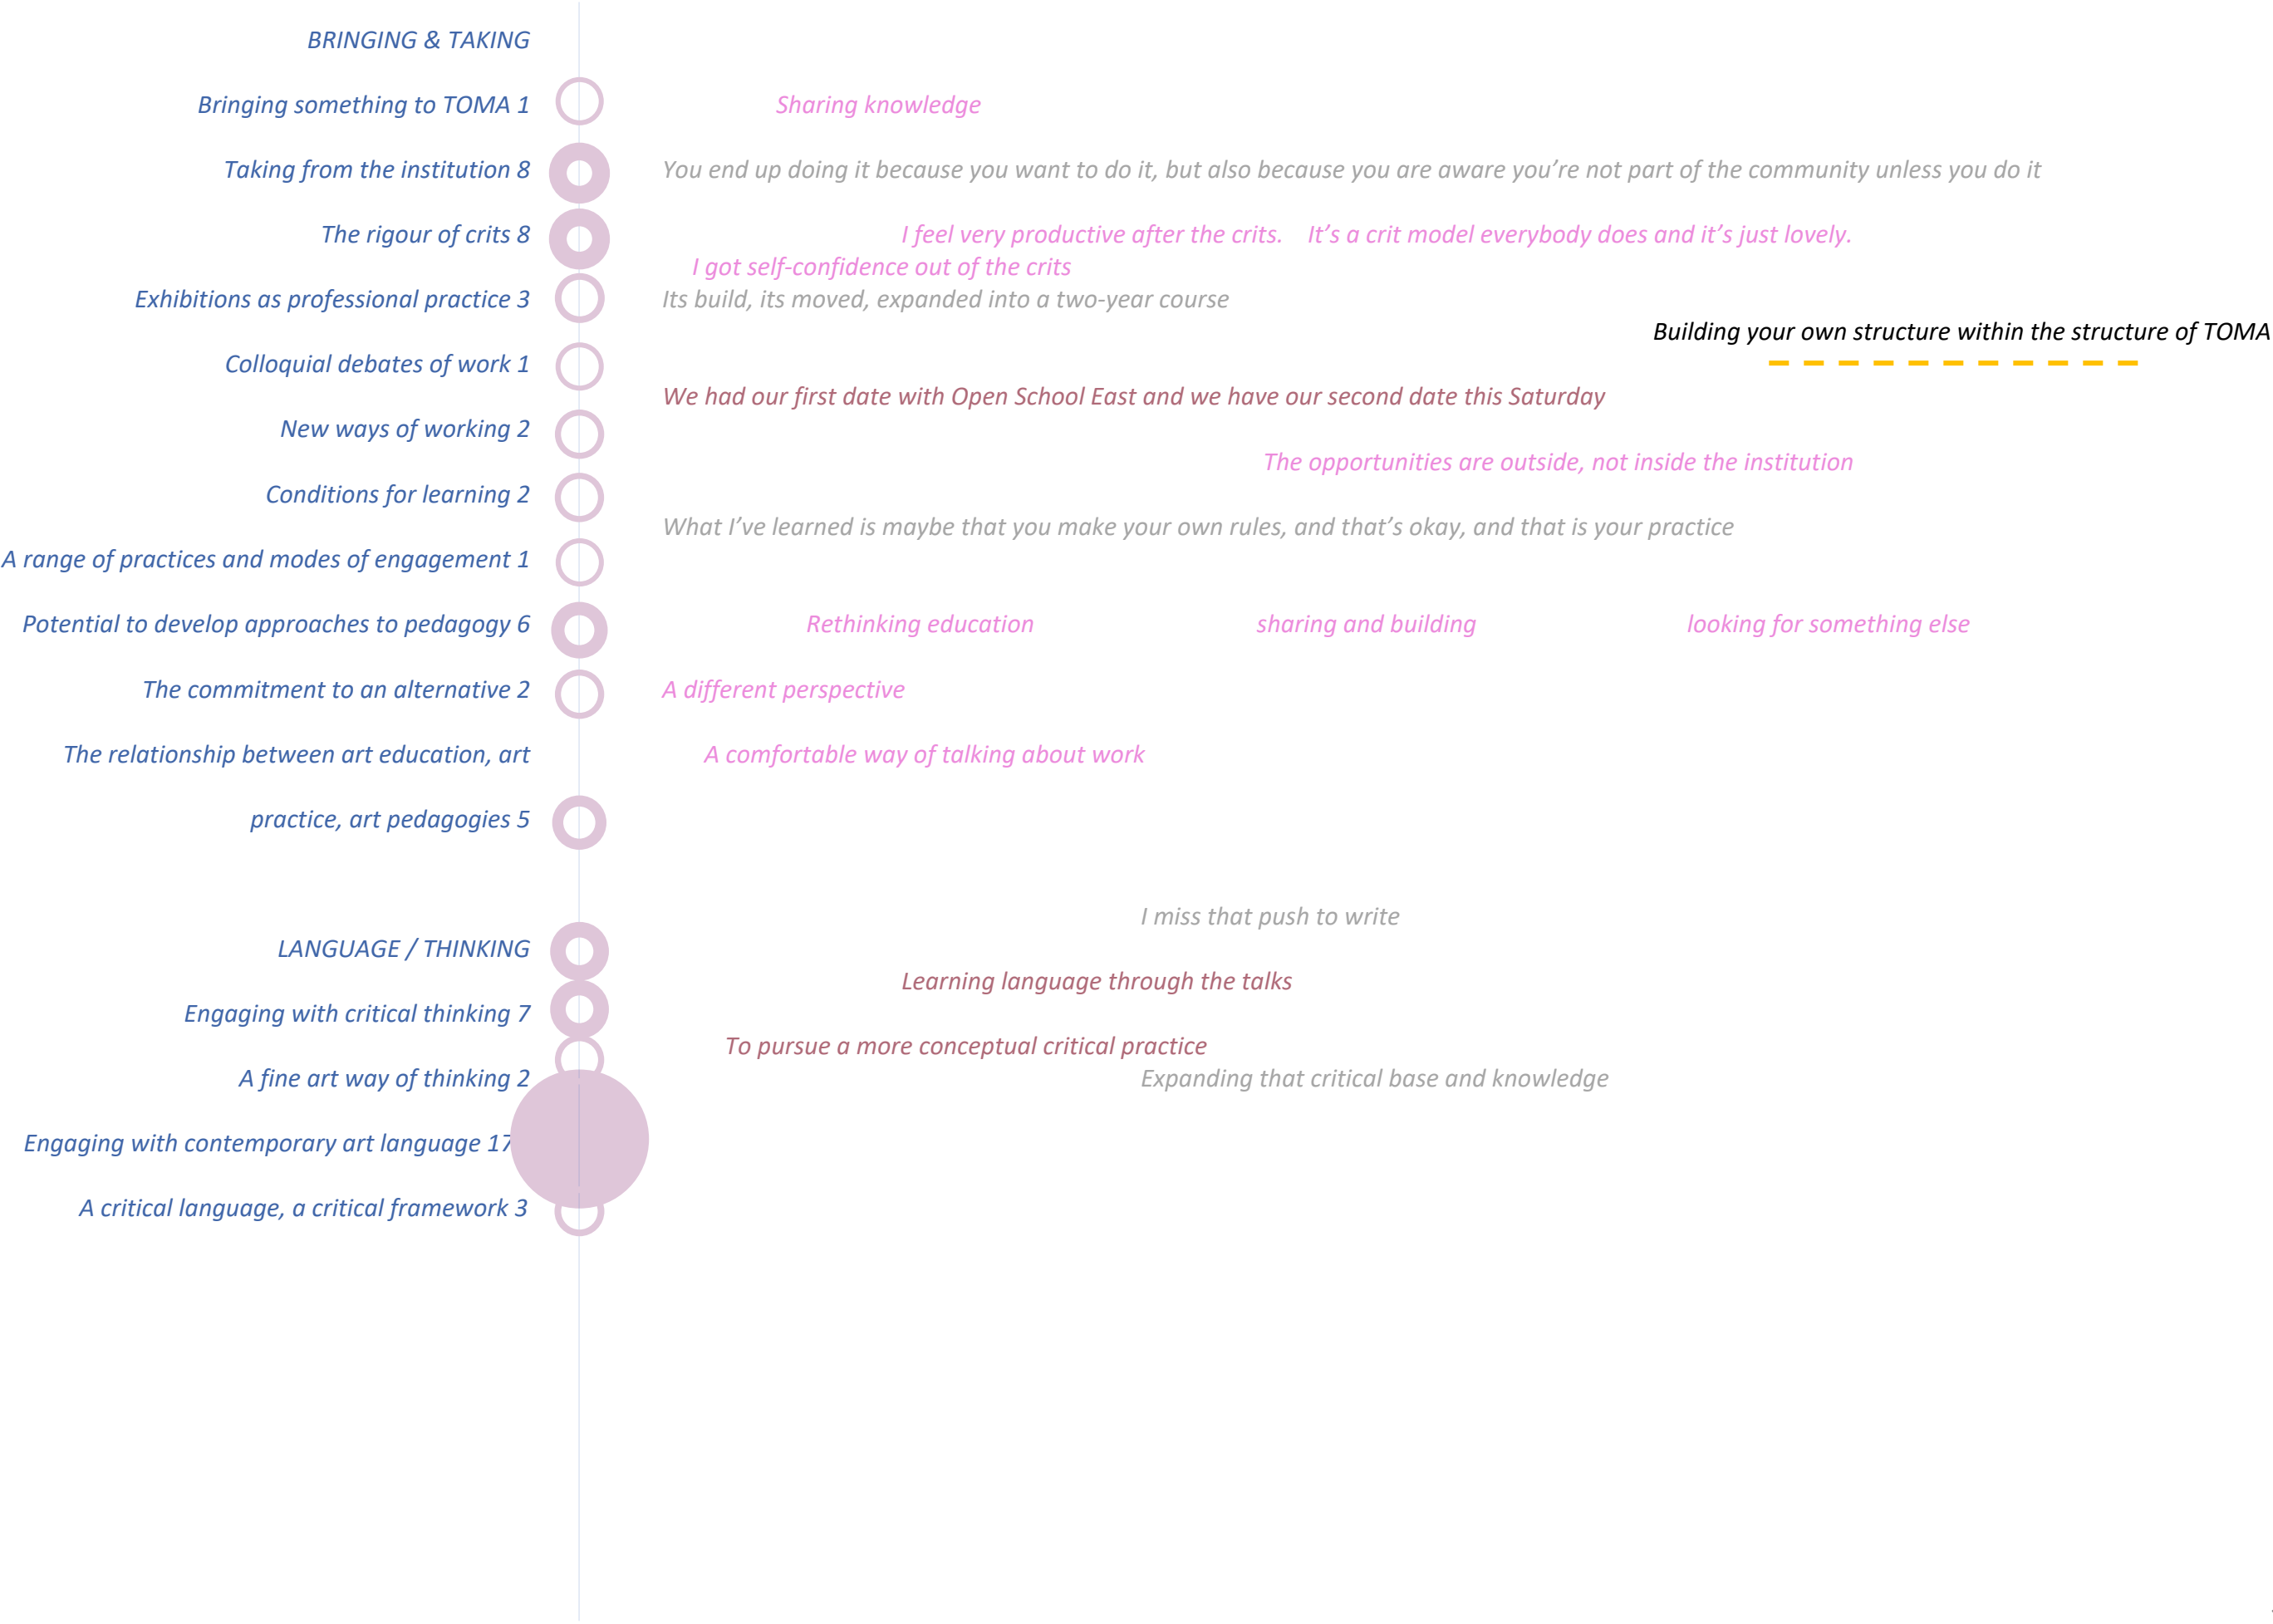 BRINGING & TAKING
Bringing something to TOMA 1
Sharing knowledge
Taking from the institution 8
You end up doing it because you want to do it, but also because you are aware you’re not part of the community unless you do it
The rigour of crits 8
I feel very productive after the crits. It’s a crit model everybody does and it’s just lovely.
I got self-confidence out of the crits
Exhibitions as professional practice 3
Its build, its moved, expanded into a two-year course
Building your own structure within the structure of TOMA
Colloquial debates of work 1
We had our first date with Open School East and we have our second date this Saturday
New ways of working 2
The opportunities are outside, not inside the institution
Conditions for learning 2
What I’ve learned is maybe that you make your own rules, and that’s okay, and that is your practice
A range of practices and modes of engagement 1
Potential to develop approaches to pedagogy 6
Rethinking education
sharing and building
looking for something else
The commitment to an alternative 2
A different perspective
The relationship between art education, art
A comfortable way of talking about work
practice, art pedagogies 5
I miss that push to write
LANGUAGE / THINKING
Learning language through the talks
Engaging with critical thinking 7
To pursue a more conceptual critical practice
A fine art way of thinking 2
Expanding that critical base and knowledge
Engaging with contemporary art language 17
A critical language, a critical framework 3